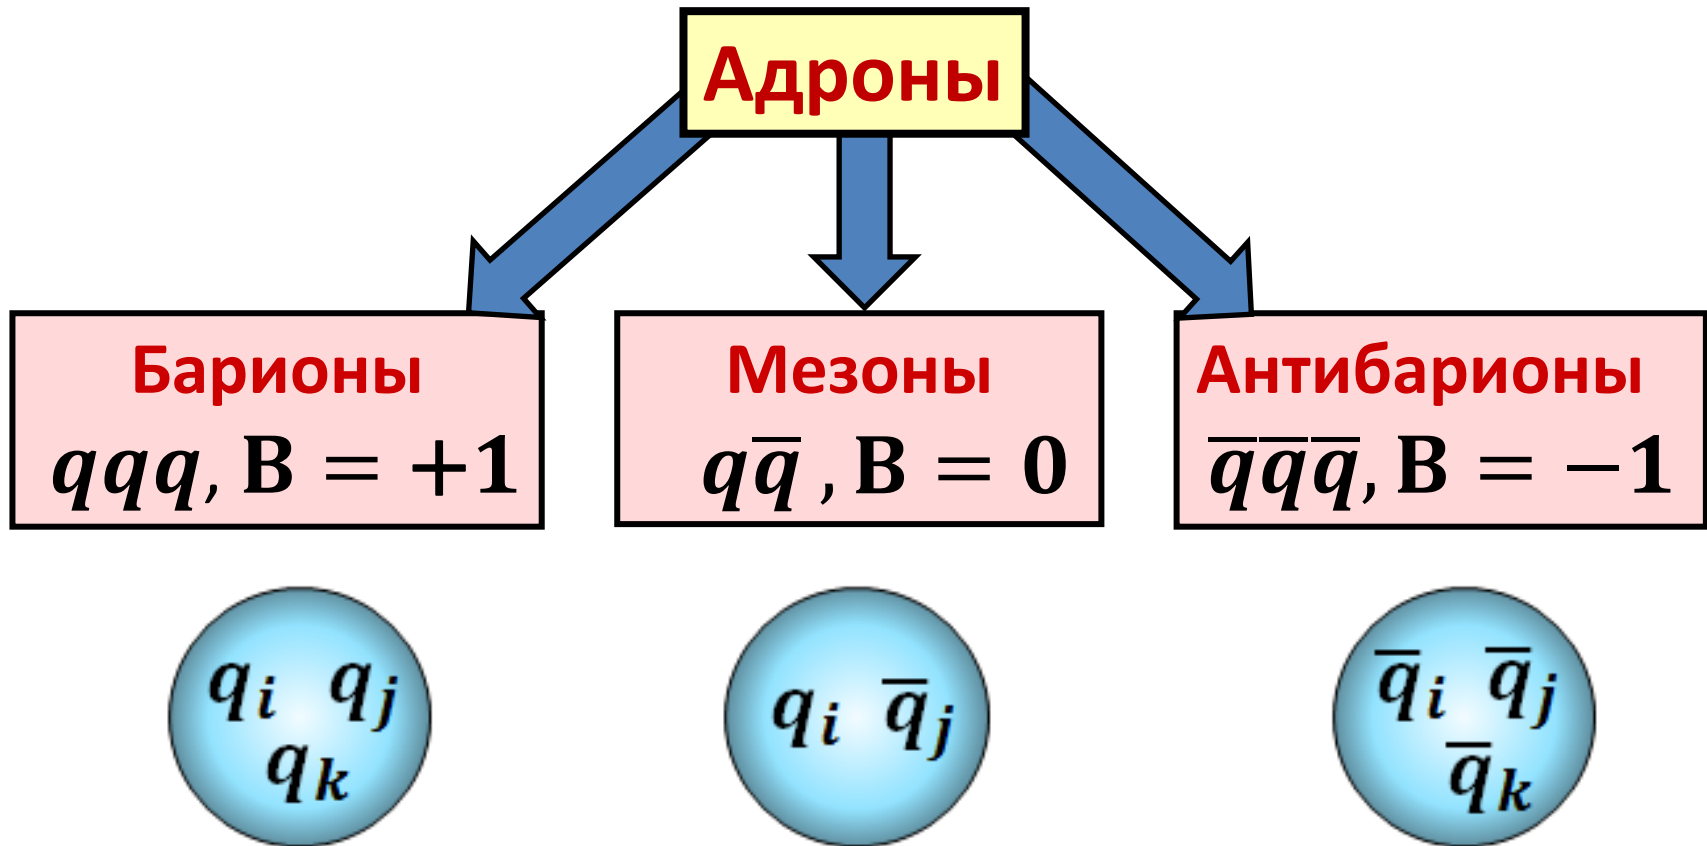 Адроны
Барионы
qqq, B = +1
Мезоны
qq̅ , B = 0
Антибарионы
q̅q̅q̅, B = −1
qᵢ qⱼ
qₖ
qᵢ q̅ⱼ
q̅ᵢ q̅ⱼ
q̅ₖ